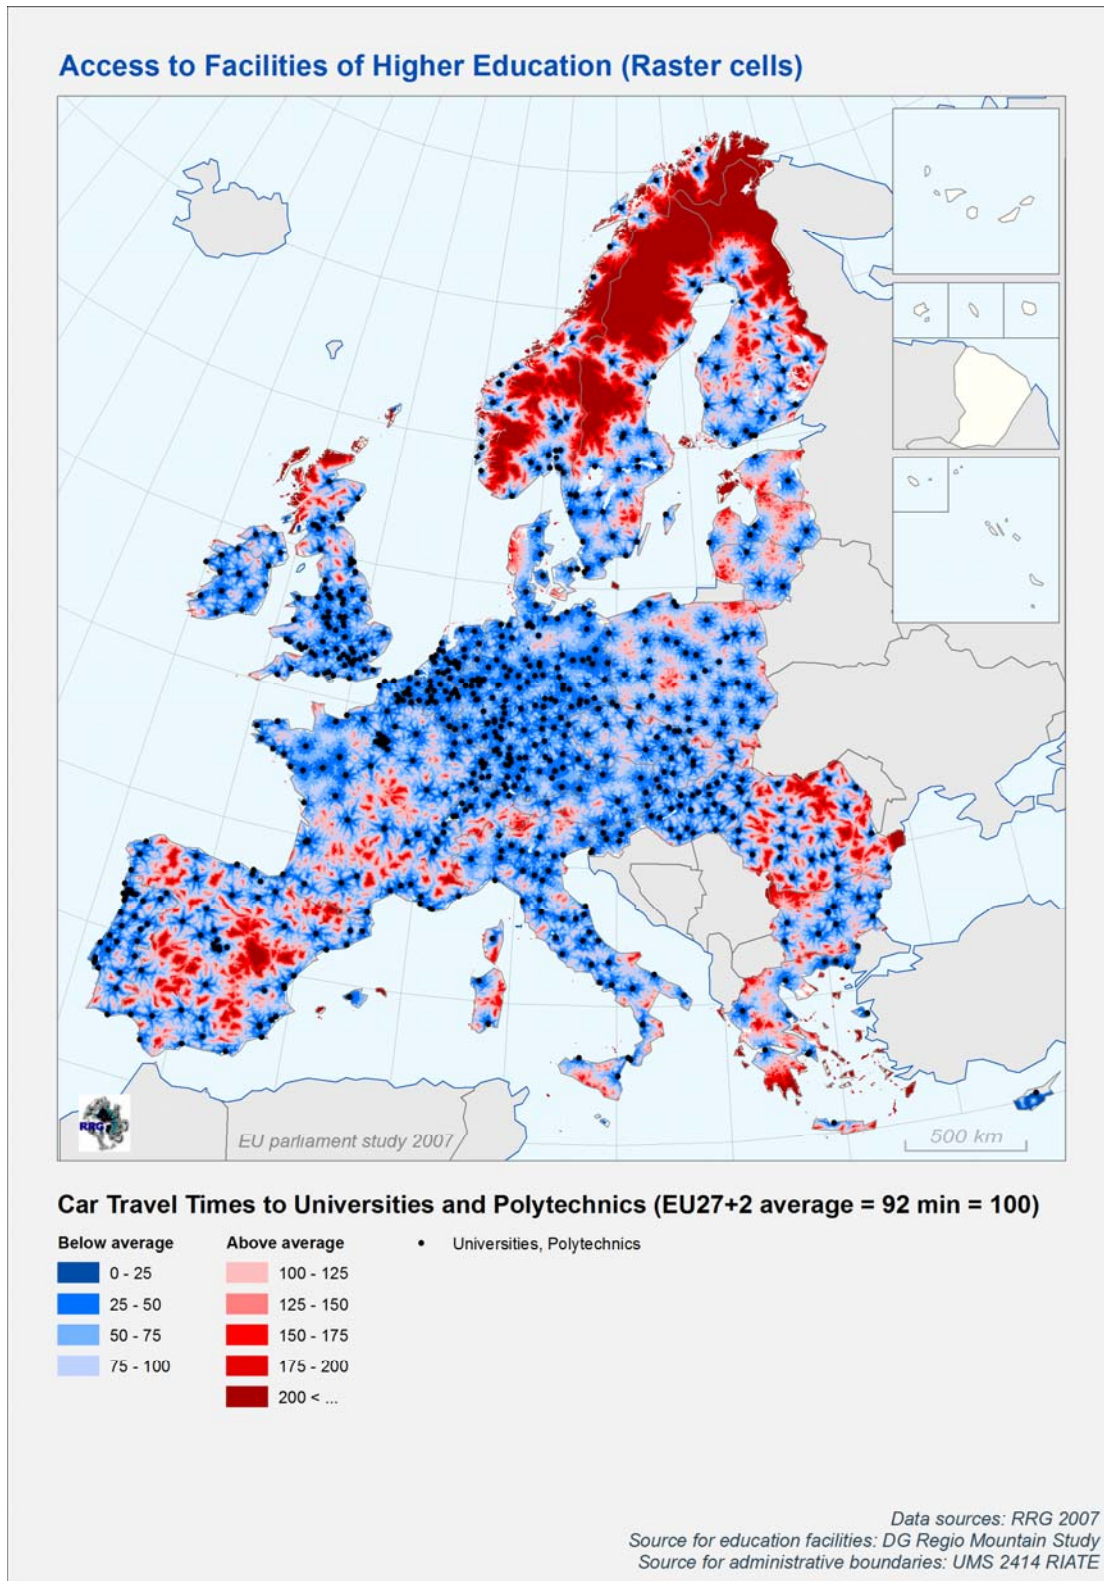 Access to Facilities of Higher Education (Raster cells)
RRG
EU parliament study 2007
500 km
Car Travel Times to Universities and Polytechnics (EU27+2 average = 92 min = 100)
Below average
0 - 25
25 - 50
50 - 75
75 - 100
Above average
100 - 125
125 - 150
150 - 175
175 - 200
200 < ...
Universities, Polytechnics
Data sources: RRG 2007
Source for education facilities: DG Regio Mountain Study
Source for administrative boundaries: UMS 2414 RIATE